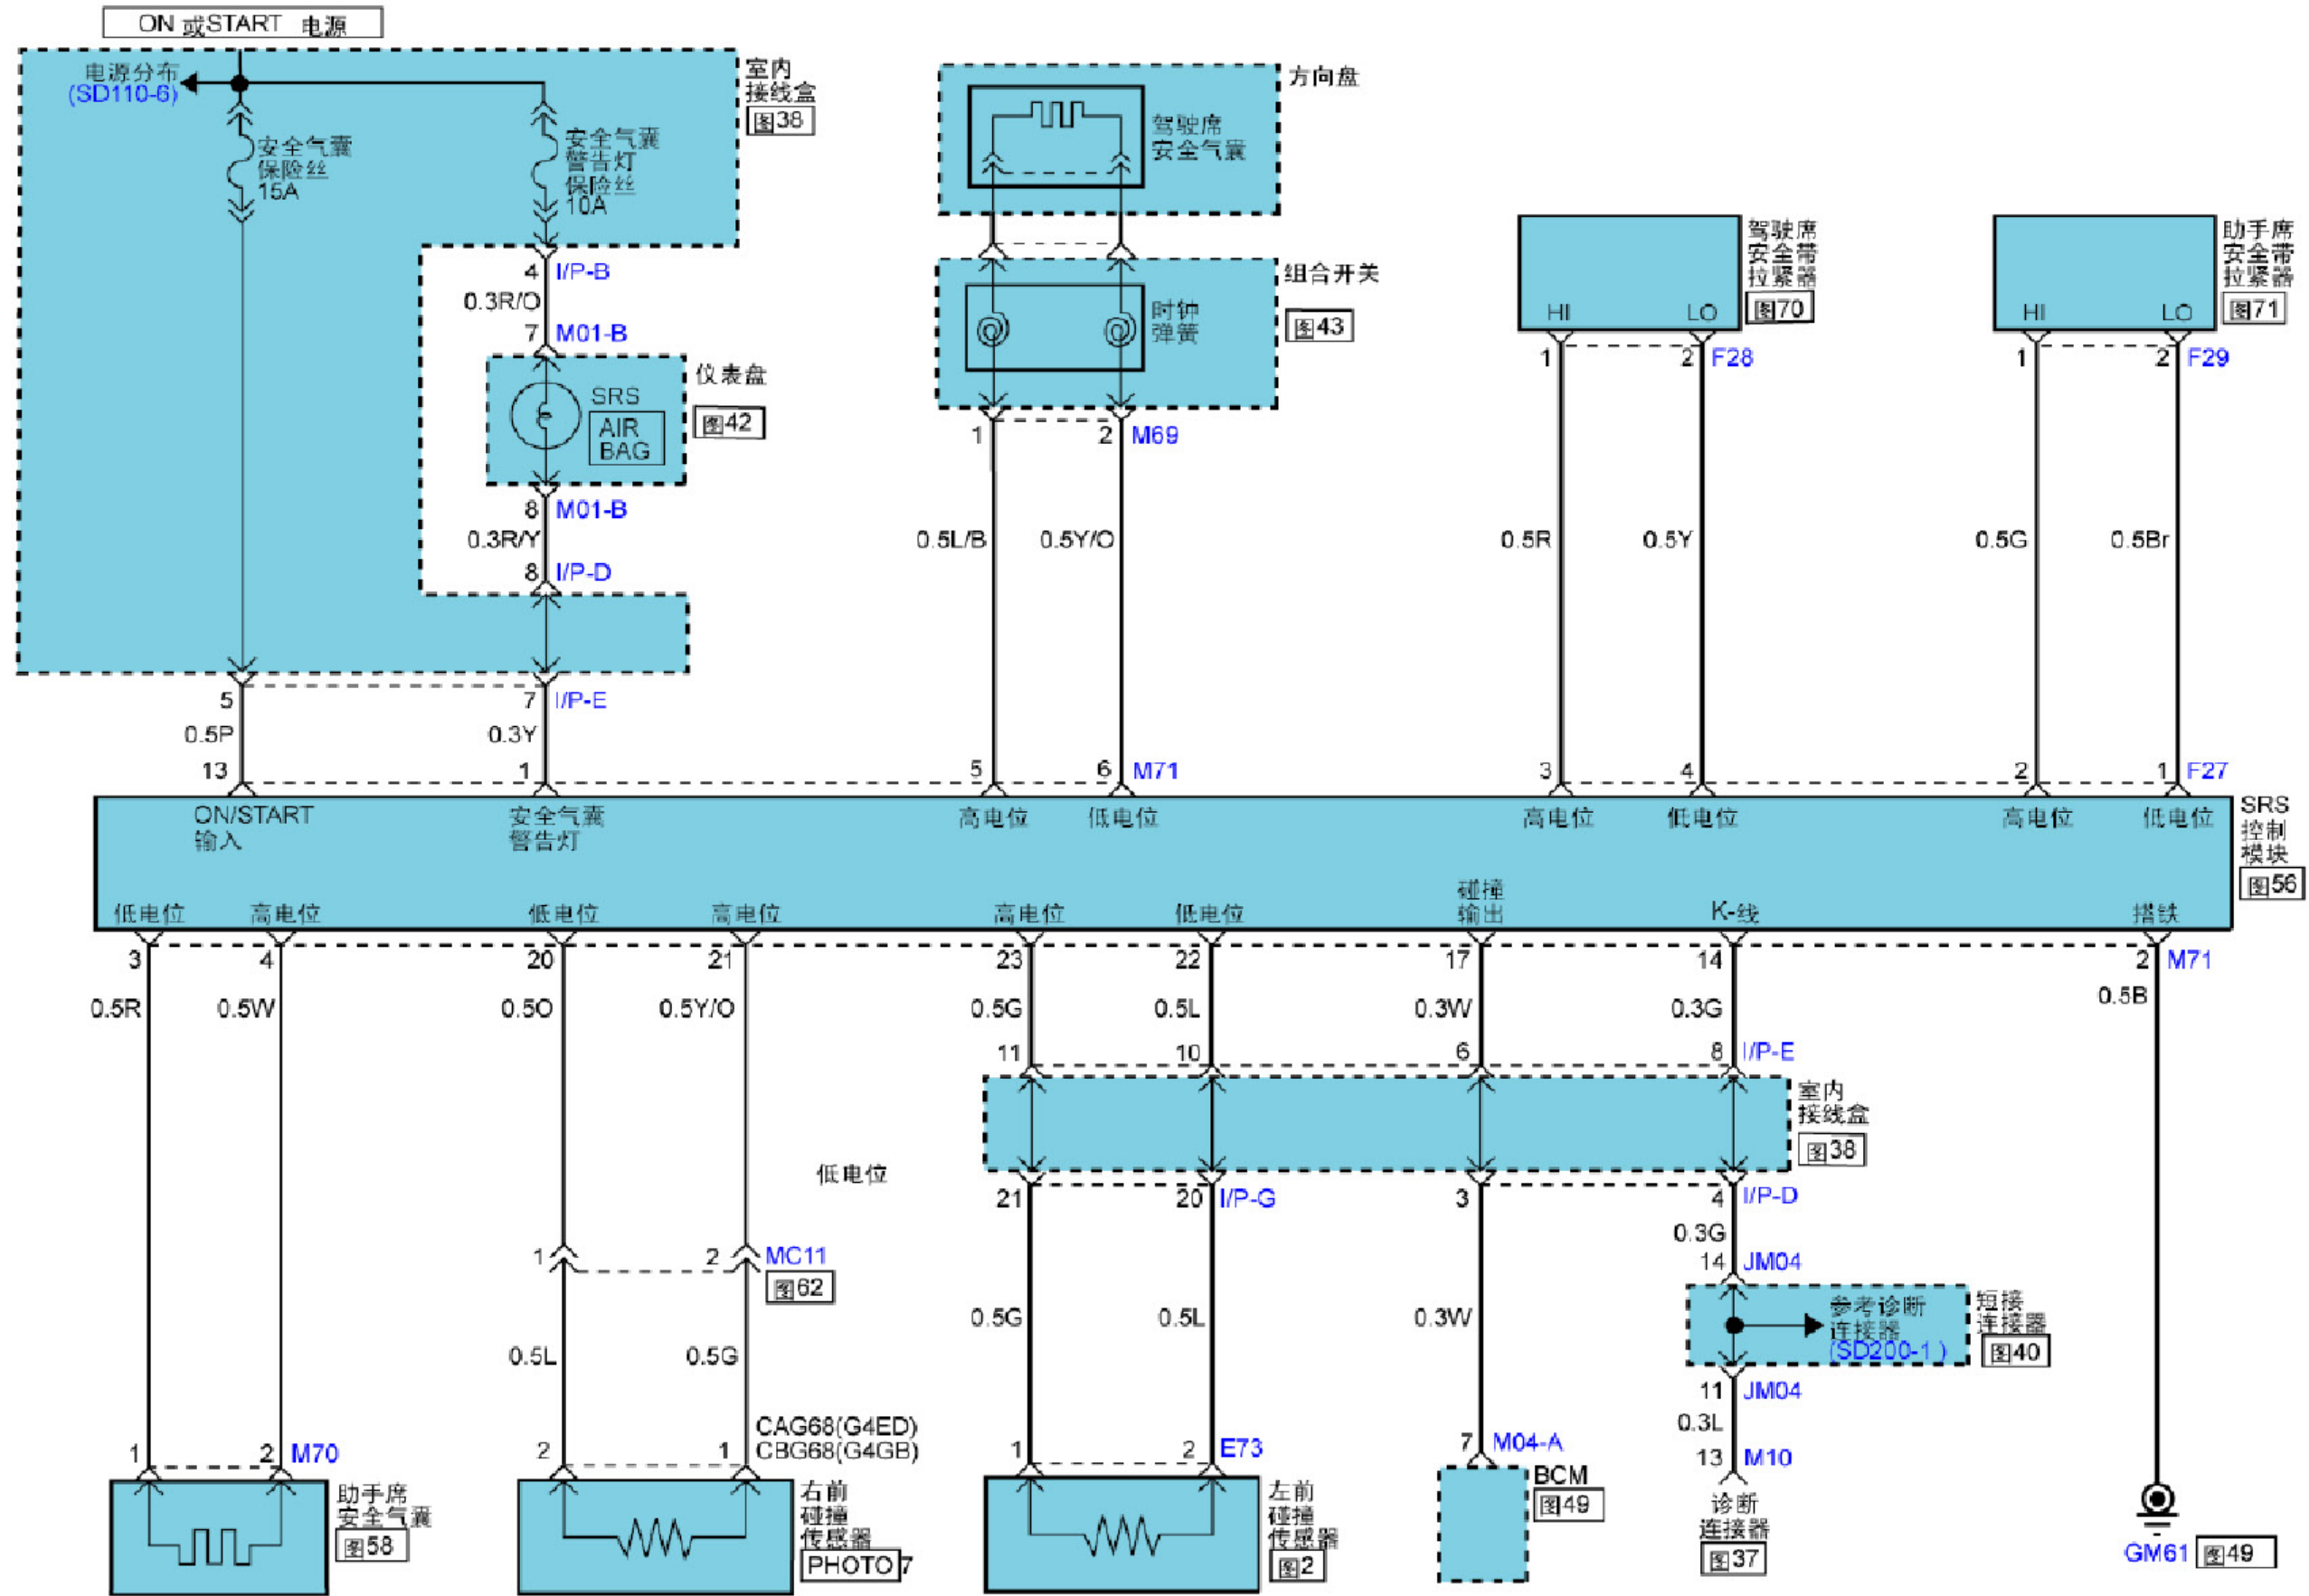 ON 或START 电源
电源分布
(SD110-6)
安全气囊
保险丝
15A
安全气囊
警告灯
保险丝
10A
室内
接线盒
图38
4 I/P-B
0.3R/O
7 M01-B
SRS
AIR
BAG
仪表盘
图42
8 M01-B
0.3R/Y
8 I/P-D
5 7 I/P-E
0.5P 0.3Y
方向盘
驾驶席
安全气囊
组合开关
时钟
弹簧
图43
1 2 M69
0.5L/B 0.5Y/O
驾驶席
安全带
拉紧器
图70
HI LO
1 2 F28
0.5R 0.5Y
助手席
安全带
拉紧器
图71
HI LO
1 2 F29
0.5G 0.5Br
13 1 5 6 M71 3 4 2 1 F27
ON/START
输入
安全气囊
警告灯
高电位 低电位 高电位 低电位 高电位 低电位
SRS
控制
模块
图56
低电位 高电位 低电位 高电位 高电位 低电位
碰撞
输出
K-线 搭铁
3 4 20 21 23 22 17 14 2 M71
0.5R 0.5W 0.5O 0.5Y/O 0.5G 0.5L 0.3W 0.3G 0.5B
11 10 6 8 I/P-E
室内
接线盒
图38
低电位
21 20 I/P-G 3 4 I/P-D
0.3G
14 JM04
1 2 MC11
图62
0.5G 0.5L 0.3W
参考诊断
连接器
(SD200-1)
短接
连接器
图40
0.5L 0.5G
11 JM04
0.3L
13 M10
诊断
连接器
图37
CAG68(G4ED)
CBG68(G4GB)
1 2 M70
2 1
1 2 E73
7 M04-A
助手席
安全气囊
图58
右前
碰撞
传感器
PHOTO 7
左前
碰撞
传感器
图2
BCM
图49
GM61 图49